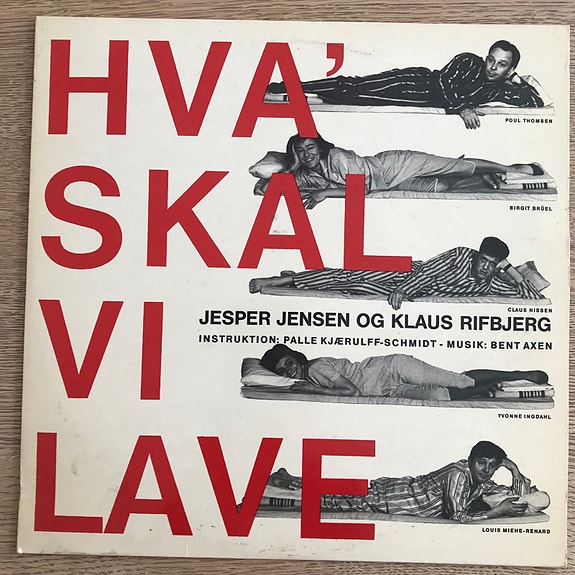 HVA'
POUL THOMSEN
SKAL
BIRGIT BRÜEL
VI
CLAUS NISSEN
JESPER JENSEN OG KLAUS RIFBJERG
INSTRUKTION: PALLE KJÆRULFF-SCHMIDT - MUSIK: BENT AXEN
YVONNE INGDAHL
LAVE
LOUIS MIEHE-RENARD